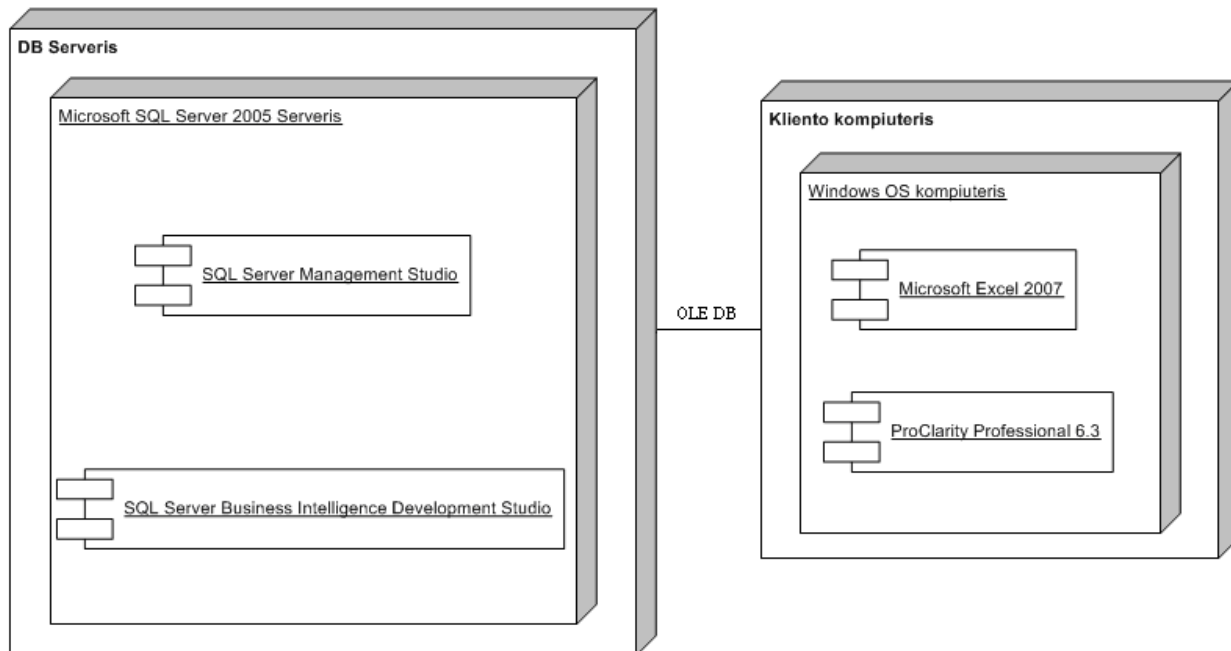 DB Serveris
Microsoft SQL Server 2005 Serveris
SQL Server Management Studio
SQL Server Business Intelligence Development Studio
OLE DB
Kliento kompiuteris
Windows OS kompiuteris
Microsoft Excel 2007
ProClarity Professional 6.3